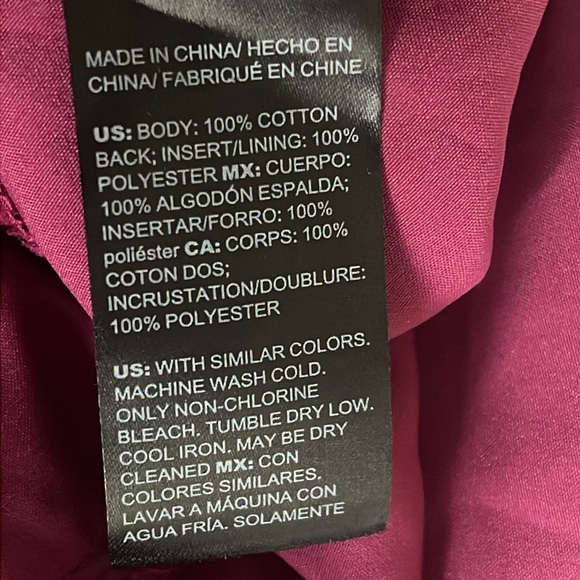 MADE IN CHINA/ HECHO EN
CHINA/ FABRIQUÉ EN CHINE
US: BODY: 100% COTTON
BACK; INSERT/LINING: 100%
POLYESTER MX: CUERPO:
100% ALGODÓN ESPALDA;
INSERTAR/FORRO: 100%
poliéster CA: CORPS: 100%
COTON DOS;
INCRUSTATION/DOUBLURE:
100% POLYESTER
US: WITH SIMILAR COLORS.
MACHINE WASH COLD.
ONLY NON-CHLORINE
BLEACH. TUMBLE DRY LOW.
COOL IRON. MAY BE DRY
CLEANED MX: CON
COLORES SIMILARES.
LAVAR A MÁQUINA CON
AGUA FRÍA. SOLAMENTE